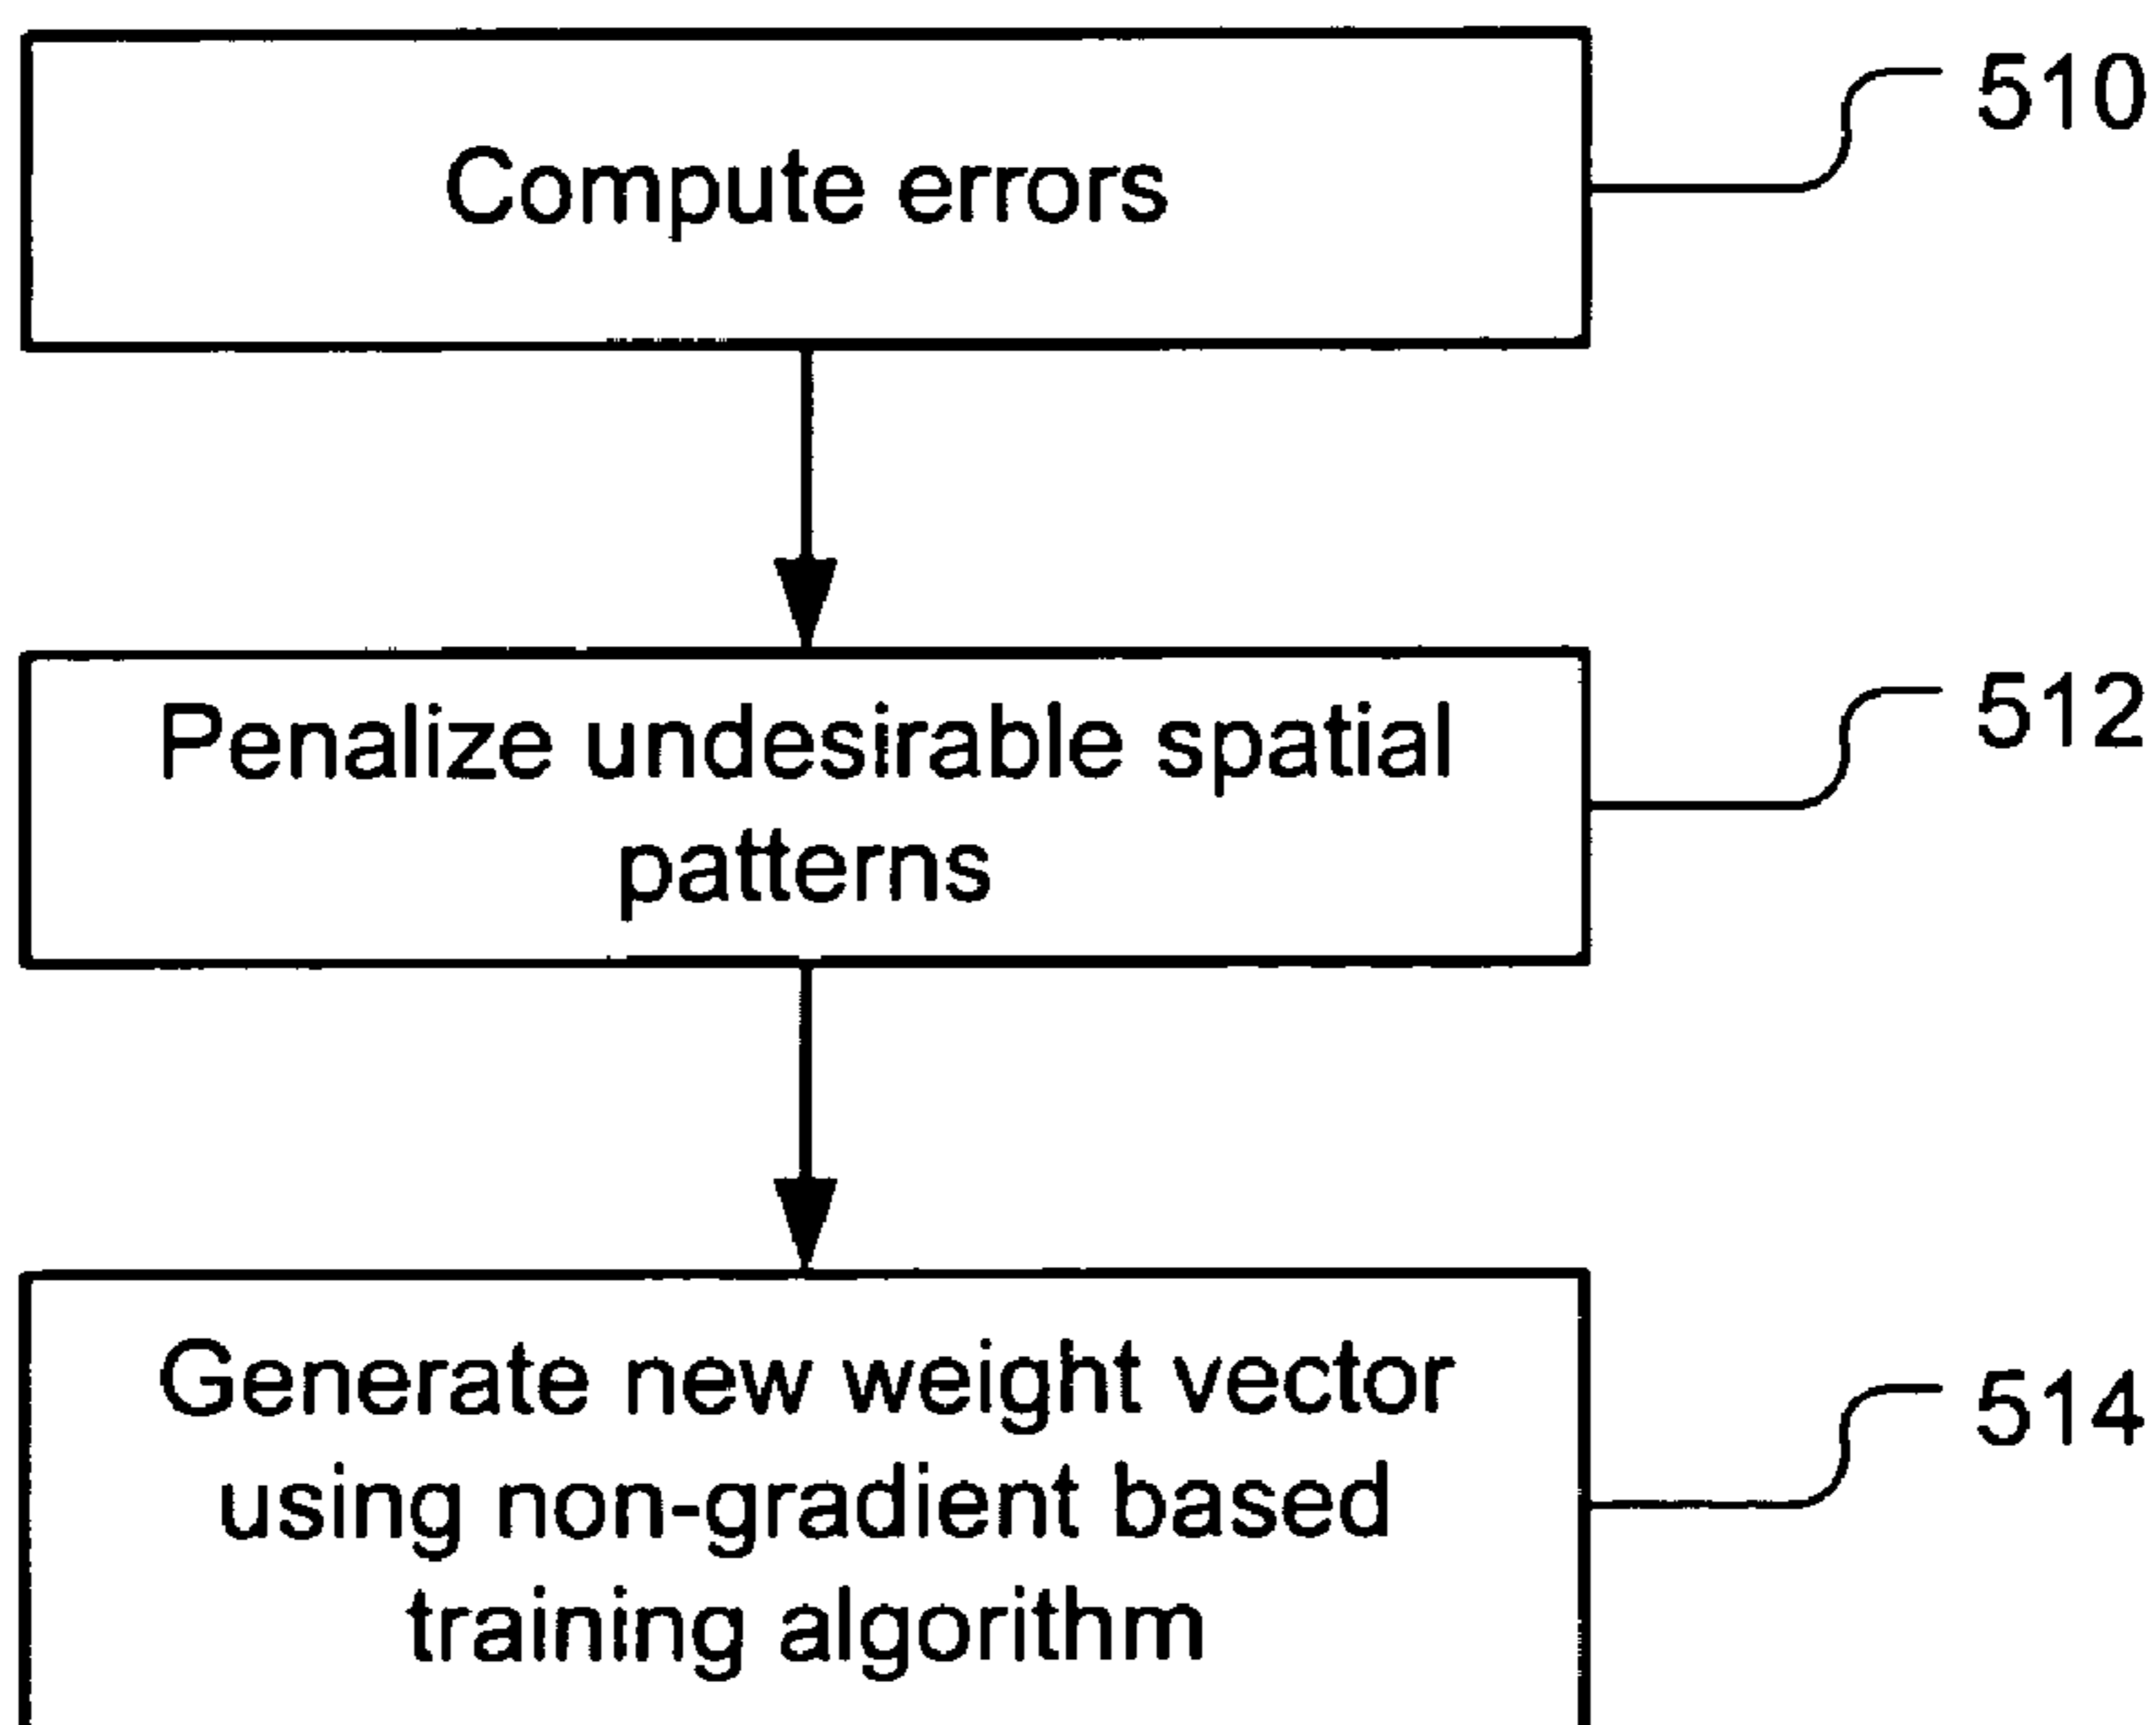 Compute errors
510
Penalize undesirable spatial
patterns
512
Generate new weight vector
using non-gradient based
training algorithm
514